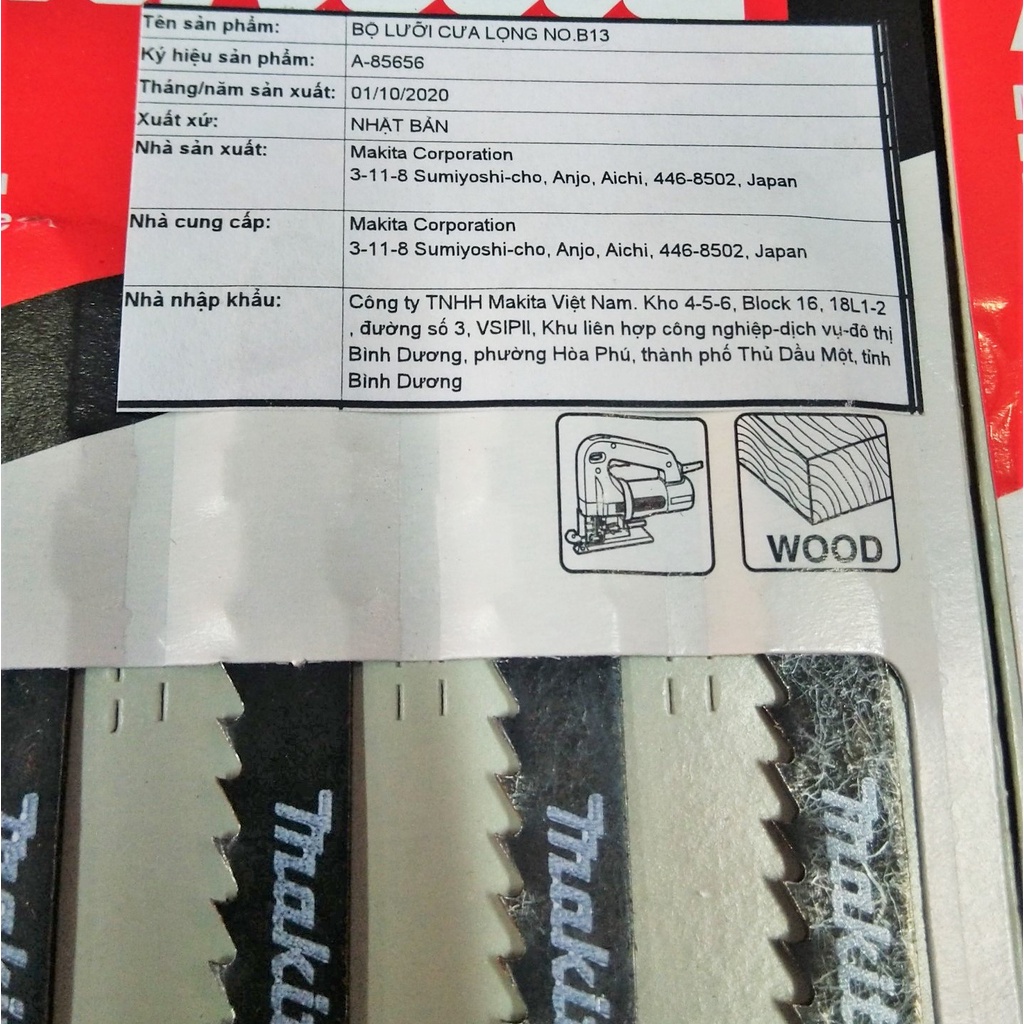 Tên sản phẩm: BỘ LƯỠI CƯA LỌNG NO.B13
Ký hiệu sản phẩm: A-85656
Tháng/năm sản xuất: 01/10/2020
Xuất xứ: NHẬT BẢN
Nhà sản xuất: Makita Corporation
3-11-8 Sumiyoshi-cho, Anjo, Aichi, 446-8502, Japan
Nhà cung cấp: Makita Corporation
3-11-8 Sumiyoshi-cho, Anjo, Aichi, 446-8502, Japan
Nhà nhập khẩu: Công ty TNHH Makita Việt Nam. Kho 4-5-6, Block 16, 18L1-2
, đường số 3, VSIPII, Khu liên hợp công nghiệp-dịch vụ-đô thị
Bình Dương, phường Hòa Phú, thành phố Thủ Dầu Một, tỉnh
Bình Dương
WOOD
Makita
Makita
Makita